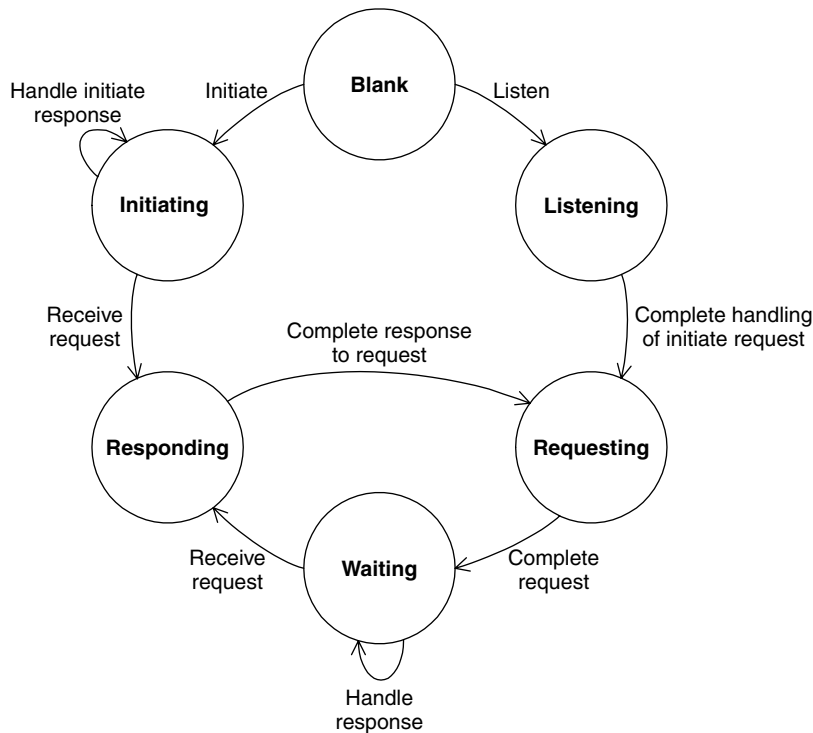 Blank
Initiate
Listen
Handle initiate
response
Initiating
Listening
Receive
request
Complete response
to request
Complete handling
of initiate request
Responding
Requesting
Receive
request
Waiting
Complete
request
Handle
response